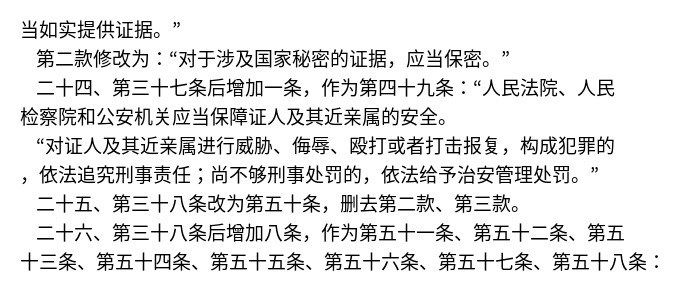 当如实提供证据。”
第二款修改为：“对于涉及国家秘密的证据，应当保密。”
二十四、第三十七条后增加一条，作为第四十九条：“人民法院、人民
检察院和公安机关应当保障证人及其近亲属的安全。
“对证人及其近亲属进行威胁、侮辱、殴打或者打击报复，构成犯罪的
，依法追究刑事责任；尚不够刑事处罚的，依法给予治安管理处罚。”
二十五、第三十八条改为第五十条，删去第二款、第三款。
二十六、第三十八条后增加八条，作为第五十一条、第五十二条、第五
十三条、第五十四条、第五十五条、第五十六条、第五十七条、第五十八条：